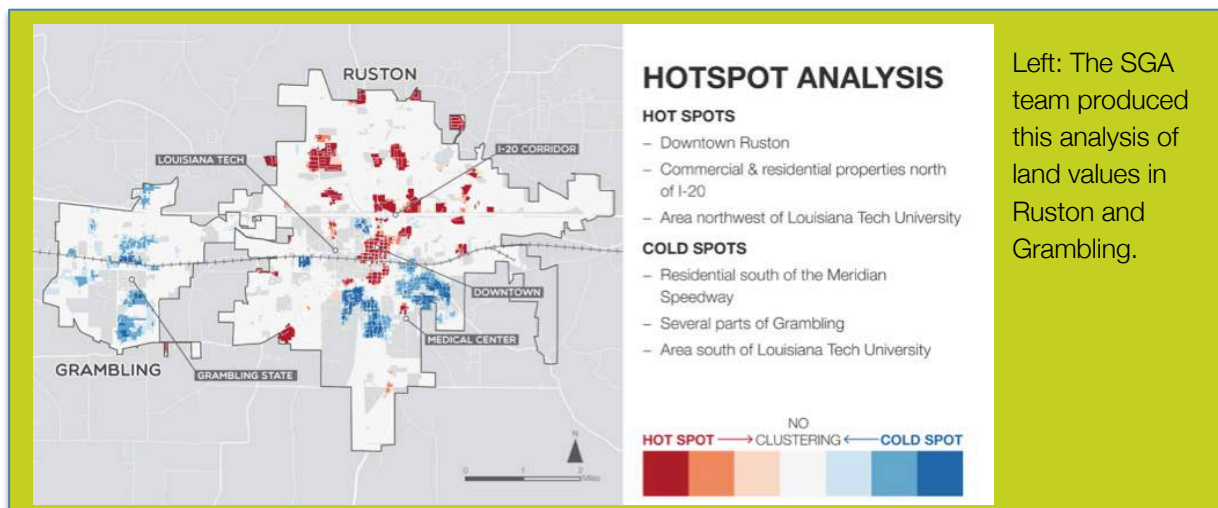 RUSTON
LOUISIANA TECH
I-20 CORRIDOR
DOWNTOWN
MEDICAL CENTER
GRAMBLING
GRAMBLING STATE
N
0 1 2
Miles
HOTSPOT ANALYSIS
HOT SPOTS
– Downtown Ruston
– Commercial & residential properties north
of I-20
– Area northwest of Louisiana Tech University
COLD SPOTS
– Residential south of the Meridian
Speedway
– Several parts of Grambling
– Area south of Louisiana Tech University
NO
HOT SPOT → CLUSTERING ← COLD SPOT
Left: The SGA
team produced
this analysis of
land values in
Ruston and
Grambling.